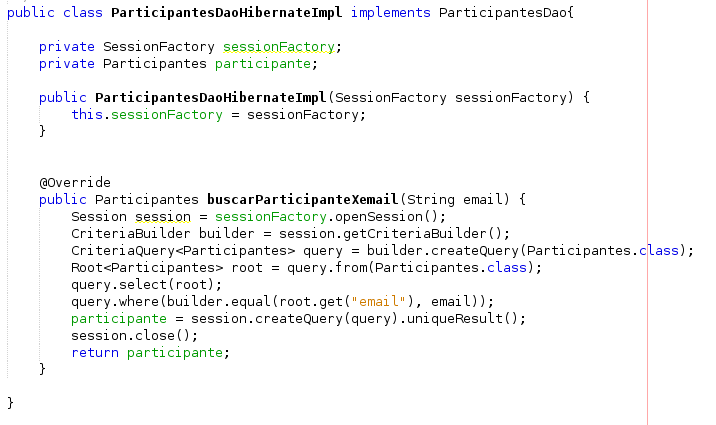 public class ParticipantesDaoHibernateImpl implements ParticipantesDao{
private SessionFactory sessionFactory;
private Participantes participante;
public ParticipantesDaoHibernateImpl(SessionFactory sessionFactory) {
this.sessionFactory = sessionFactory;
}
@Override
public Participantes buscarParticipanteXemail(String email) {
Session session = sessionFactory.openSession();
CriteriaBuilder builder = session.getCriteriaBuilder();
CriteriaQuery<Participantes> query = builder.createQuery(Participantes.class);
Root<Participantes> root = query.from(Participantes.class);
query.select(root);
query.where(builder.equal(root.get("email"), email));
participante = session.createQuery(query).uniqueResult();
session.close();
return participante;
}
}